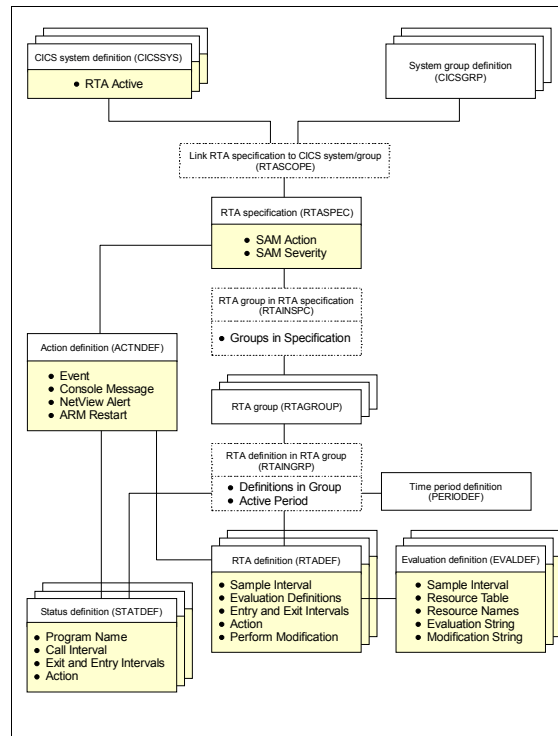 CICS system definition (CICSSYS)
• RTA Active
System group definition
(CICSGRP)
Link RTA specification to CICS system/group
(RTASCOPE)
RTA specification (RTASPEC)
• SAM Action
• SAM Severity
RTA group in RTA specification
(RTAINSPC)
• Groups in Specification
Action definition (ACTNDEF)
• Event
• Console Message
• NetView Alert
• ARM Restart
RTA group (RTAGROUP)
RTA definition in RTA group
(RTAINGRP)
• Definitions in Group
• Active Period
Time period definition
(PERIODEF)
RTA definition (RTADEF)
• Sample Interval
• Evaluation Definitions
• Entry and Exit Intervals
• Action
• Perform Modification
Evaluation definition (EVALDEF)
• Sample Interval
• Resource Table
• Resource Names
• Evaluation String
• Modification String
Status definition (STATDEF)
• Program Name
• Call Interval
• Exit and Entry Intervals
• Action